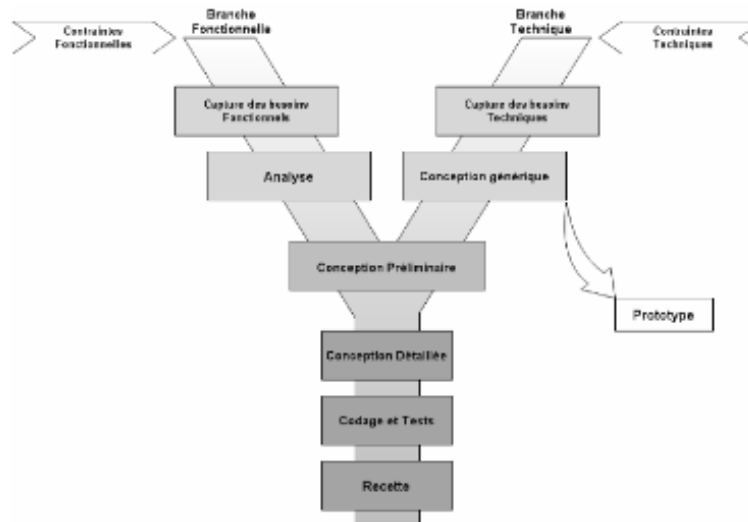 Branche
Fonctionnelle
Branche
Technique
Contraintes
Fonctionnelles
Contraintes
Techniques
Capture des besoins
Fonctionnels
Capture des besoins
Techniques
Analyse
Conception générique
Conception Préliminaire
Prototype
Conception Détaillée
Codage et Tests
Recette